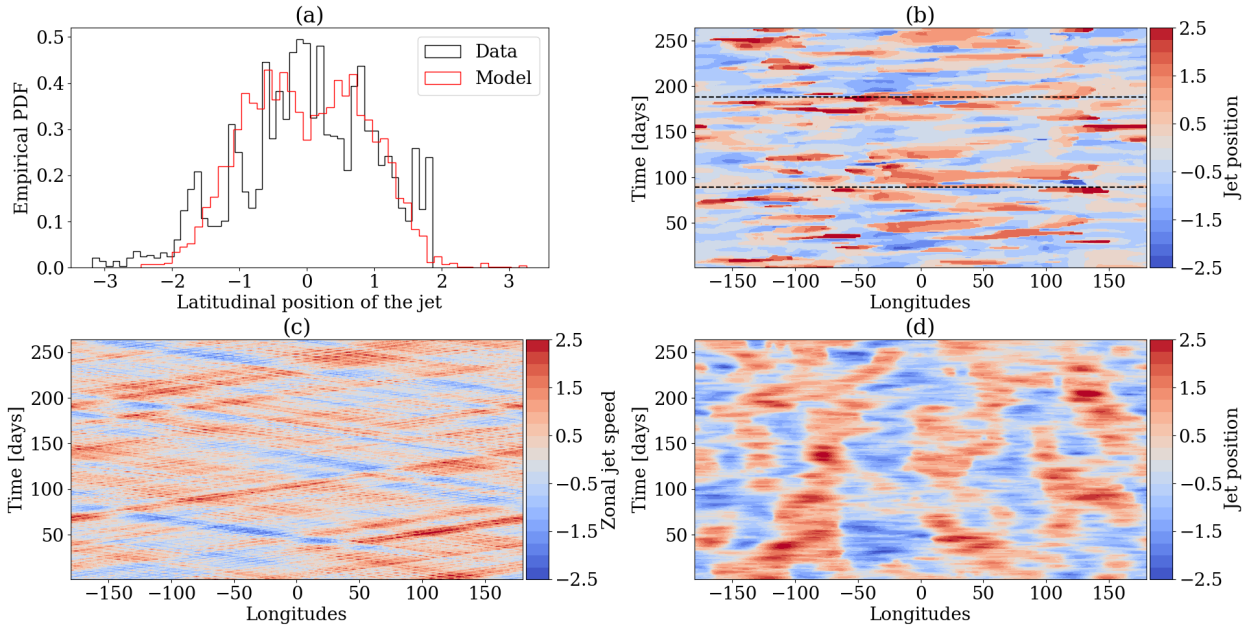 (a)
Empirical PDF
0.5
0.4
0.3
0.2
0.1
0.0
Data
Model
−3 −2 −1 0 1 2 3
Latitudinal position of the jet
(b)
Time [days]
250
200
150
100
50
−150 −100 −50 0 50 100 150
Longitudes
2.5
1.5
0.5
−0.5
−1.5
−2.5
Jet position
(c)
Time [days]
250
200
150
100
50
−150 −100 −50 0 50 100 150
Longitudes
2.5
1.5
0.5
−0.5
−1.5
−2.5
Zonal jet speed
(d)
Time [days]
250
200
150
100
50
−150 −100 −50 0 50 100 150
Longitudes
2.5
1.5
0.5
−0.5
−1.5
−2.5
Jet position